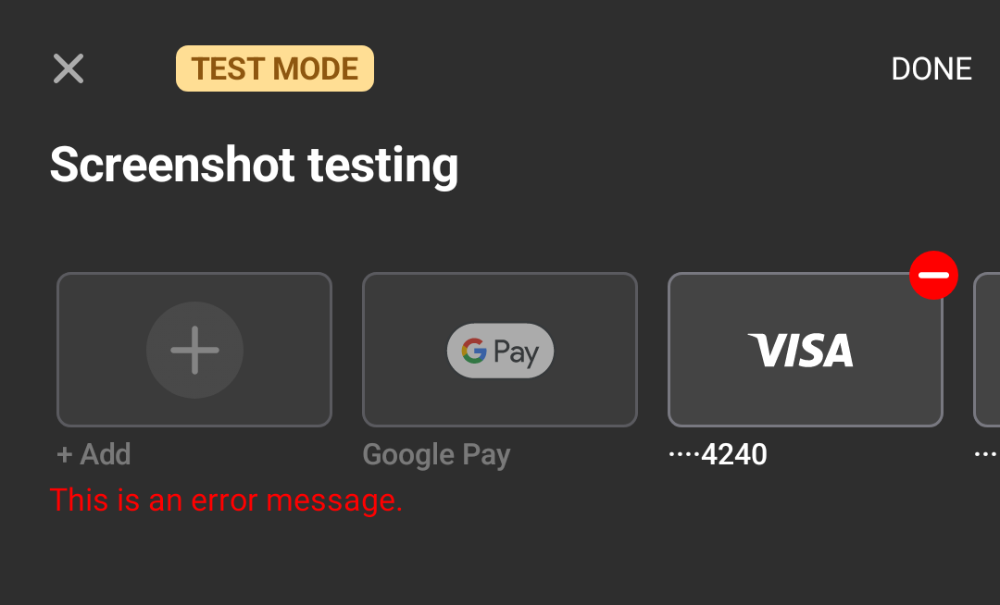 TEST MODE
DONE
Screenshot testing
G Pay
VISA
+ Add
Google Pay
····4240
···
This is an error message.